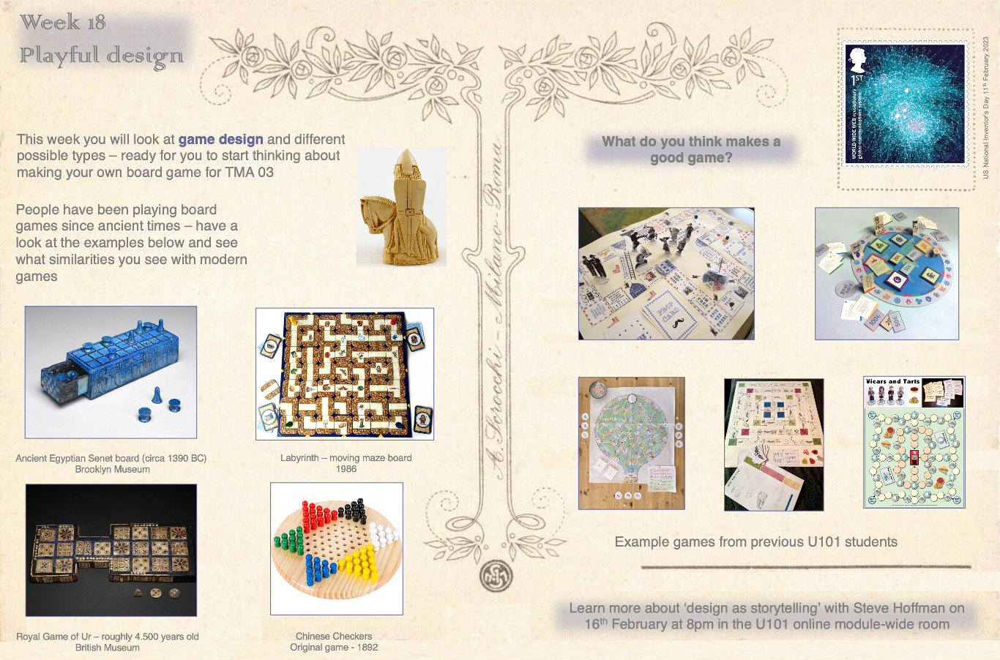 Week 18
Playful design
This week you will look at game design and different
possible types – ready for you to start thinking about
making your own board game for TMA 03
People have been playing board
games since ancient times – have a
look at the examples below and see
what similarities you see with modern
games
Ancient Egyptian Senet board (circa 1390 BC)
Brooklyn Museum
Labyrinth – moving maze board
1986
Royal Game of Ur – roughly 4.500 years old
British Museum
Chinese Checkers
Original game - 1892
A. Scrocchi – Milano-Roma
What do you think makes a
good game?
1ST
WORLD WIDE WEB revolutionary
global communications system
US National Inventor's Day 11th February 2023
PROP
CARD
Vicars and Tarts
Example games from previous U101 students
Learn more about ‘design as storytelling’ with Steve Hoffman on
16th February at 8pm in the U101 online module-wide room